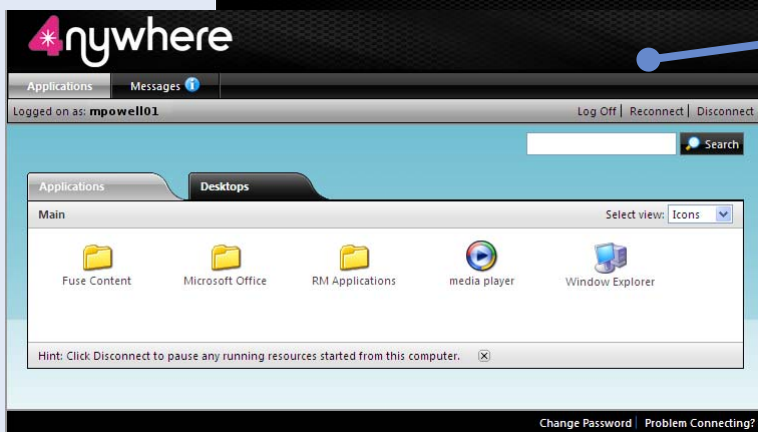 4nywhere
Applications Messages
Logged on as: mpowell01 Log Off | Reconnect | Disconnect
Search
Applications Desktops
Main Select view: Icons
Fuse Content Microsoft Office RM Applications media player Window Explorer
Hint: Click Disconnect to pause any running resources started from this computer.
Change Password | Problem Connecting?